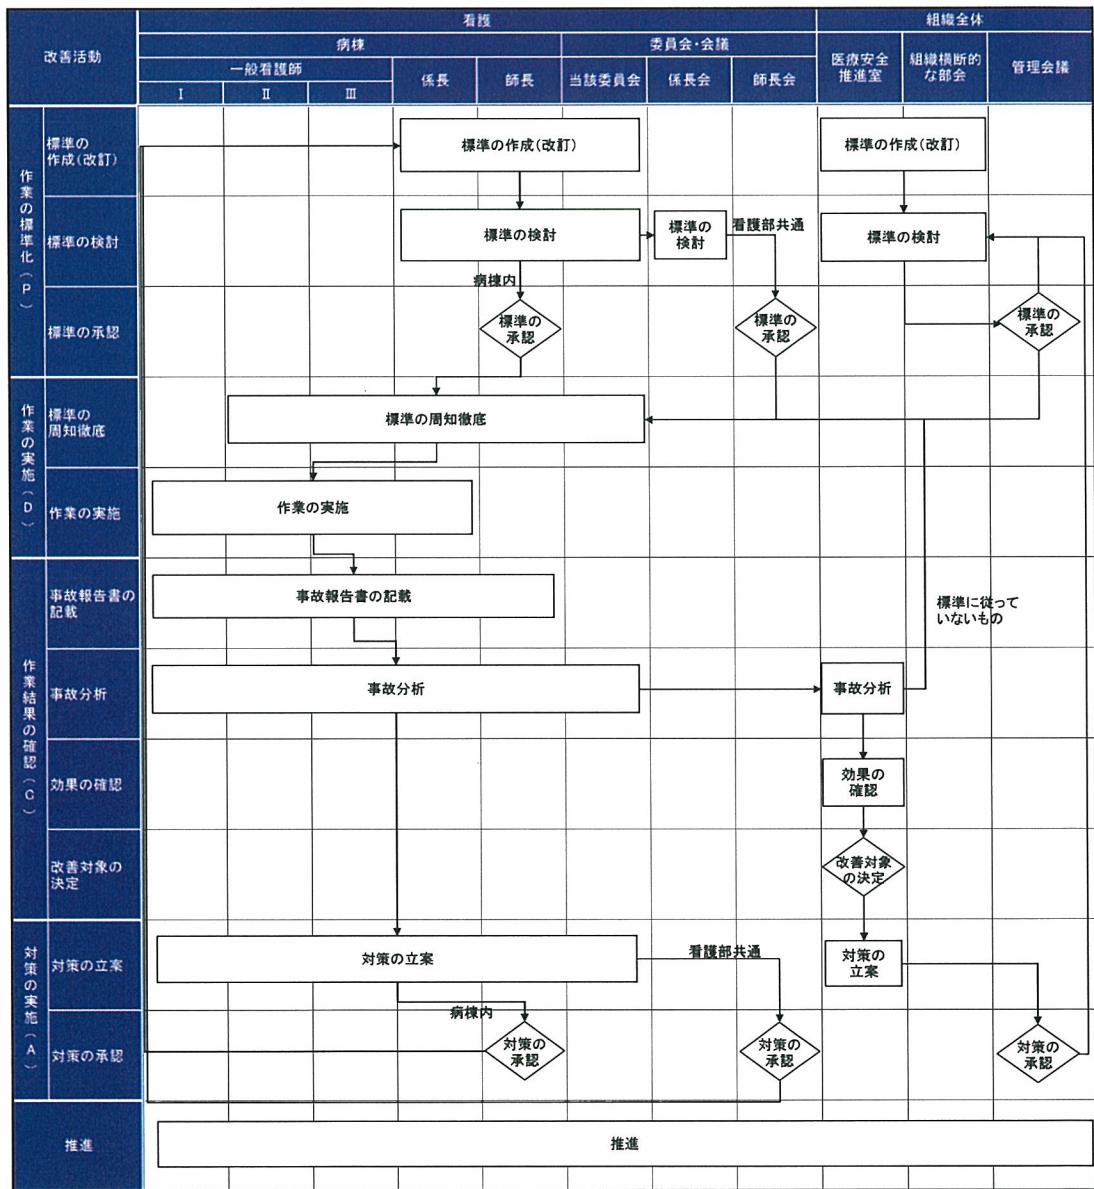 看護
組織全体
改善活動
病棟
委員会・会議
医療安全
推進室
組織横断的
な部会
管理会議
一般看護師
係長
師長
当該委員会
係長会
師長会
Ⅰ
Ⅱ
Ⅲ
作業の標準化(P)
標準の
作成(改訂)
標準の作成(改訂)
標準の作成(改訂)
標準の検討
標準の検討
標準の
検討
看護部共通
標準の検討
病棟内
標準の承認
標準の
承認
標準の
承認
標準の
承認
作業の実施(D)
標準の
周知徹底
標準の周知徹底
作業の実施
作業の実施
作業結果の確認(C)
事故報告書の
記載
事故報告書の記載
標準に従って
いないもの
事故分析
事故分析
事故分析
効果の確認
効果の
確認
改善対象の
決定
改善対象
の決定
対策の実施(A)
対策の立案
対策の立案
看護部共通
対策の
立案
病棟内
対策の承認
対策の
承認
対策の
承認
対策の
承認
推進
推進